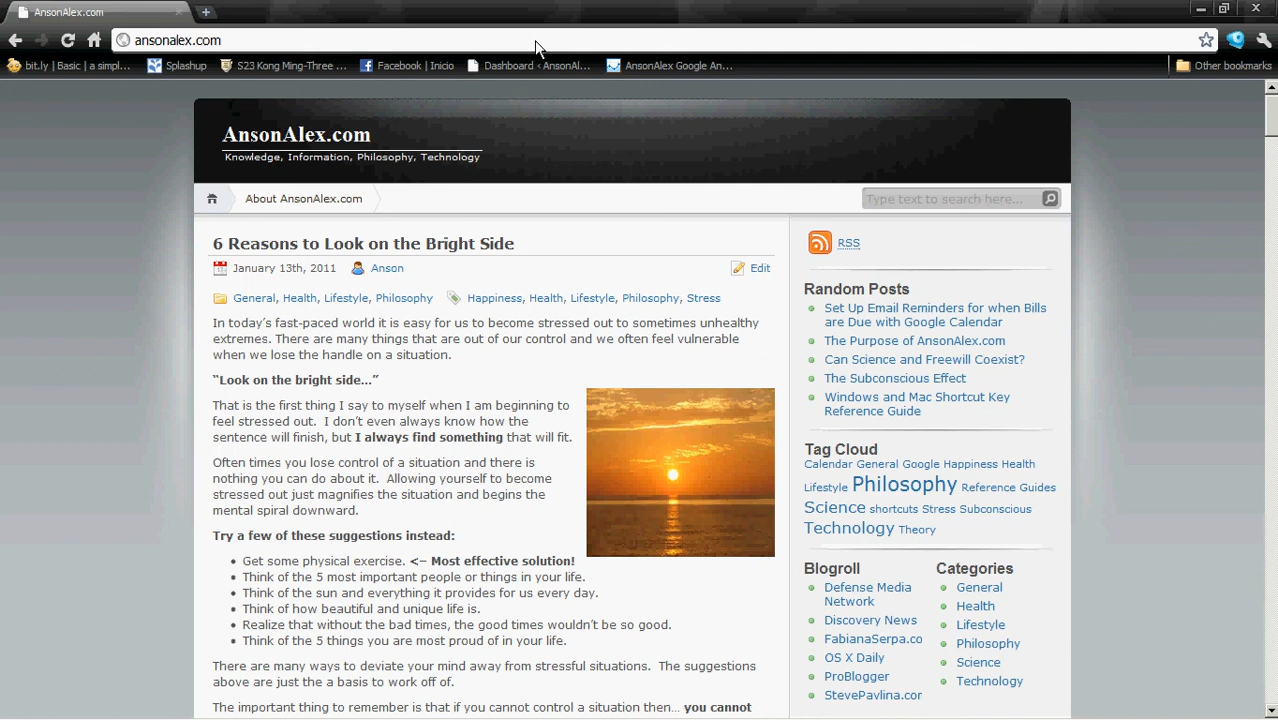 AnsonAlex.com
ansonalex.com
bit.ly | Basic | a simpl...
Splashup
S23 Kong Ming-Three ...
Facebook | Inicio
Dashboard ‹ AnsonAl...
AnsonAlex Google An...
Other bookmarks
AnsonAlex.com
Knowledge, Information, Philosophy, Technology
About AnsonAlex.com
Type text to search here...
6 Reasons to Look on the Bright Side
January 13th, 2011 Anson
Edit
General, Health, Lifestyle, Philosophy
Happiness, Health, Lifestyle, Philosophy, Stress
In today's fast-paced world it is easy for us to become stressed out to sometimes unhealthy
extremes. There are many things that are out of our control and we often feel vulnerable
when we lose the handle on a situation.
“Look on the bright side...”
That is the first thing I say to myself when I am beginning to
feel stressed out. I don't even always know how the
sentence will finish, but I always find something that will fit.
Often times you lose control of a situation and there is
nothing you can do about it. Allowing yourself to become
stressed out just magnifies the situation and begins the
mental spiral downward.
Try a few of these suggestions instead:
Get some physical exercise. <– Most effective solution!
Think of the 5 most important people or things in your life.
Think of the sun and everything it provides for us every day.
Think of how beautiful and unique life is.
Realize that without the bad times, the good times wouldn't be so good.
Think of the 5 things you are most proud of in your life.
There are many ways to deviate your mind away from stressful situations. The suggestions
above are just the a basis to work off of.
The important thing to remember is that if you cannot control a situation then... you cannot
RSS
Random Posts
Set Up Email Reminders for when Bills
are Due with Google Calendar
The Purpose of AnsonAlex.com
Can Science and Freewill Coexist?
The Subconscious Effect
Windows and Mac Shortcut Key
Reference Guide
Tag Cloud
Calendar General Google Happiness Health
Lifestyle Philosophy Reference Guides
Science shortcuts Stress Subconscious
Technology Theory
Blogroll
Defense Media
Network
Discovery News
FabianaSerpa.co
OS X Daily
ProBlogger
StevePavlina.cor
Categories
General
Health
Lifestyle
Philosophy
Science
Technology